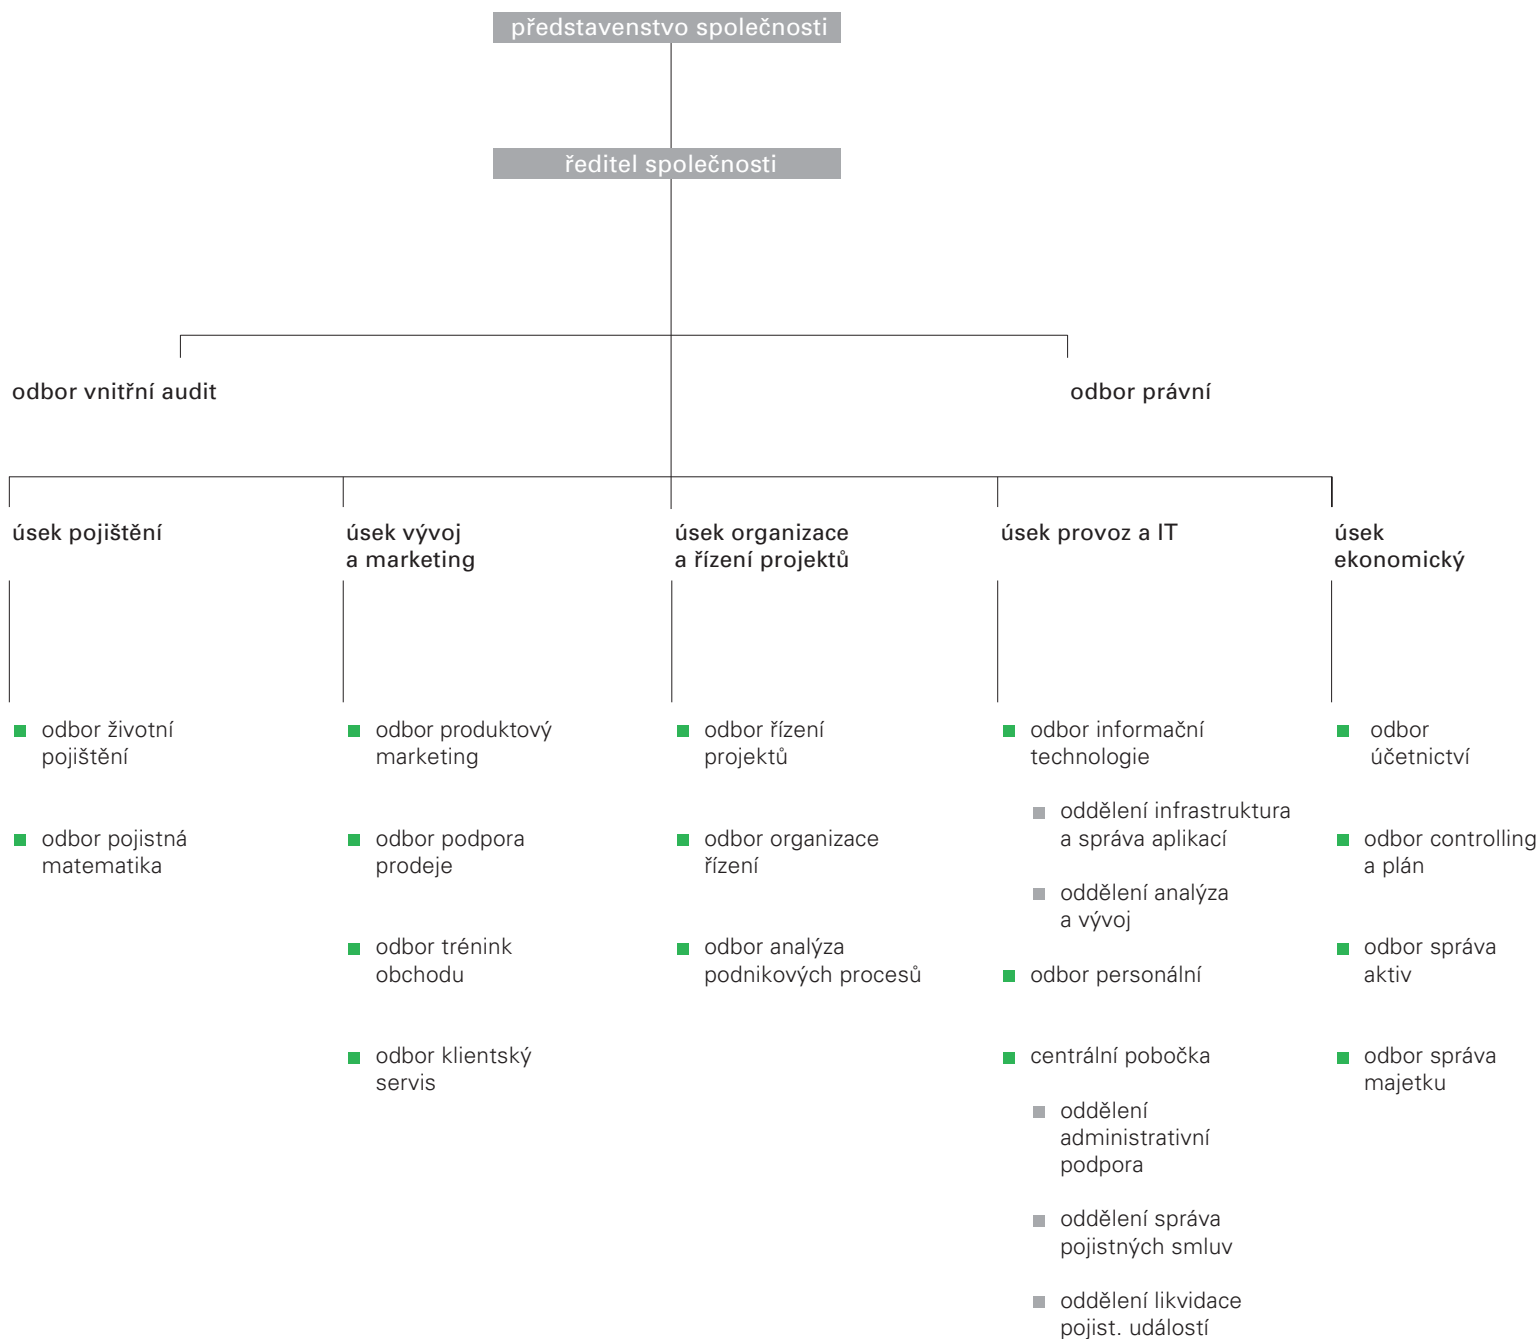 představenstvo společnosti
ředitel společnosti
odbor vnitřní audit
odbor právní
úsek pojištění
úsek vývoj
a marketing
úsek organizace
a řízení projektů
úsek provoz a IT
úsek
ekonomický
odbor životní
pojištění
odbor pojistná
matematika
odbor produktový
marketing
odbor podpora
prodeje
odbor trénink
obchodu
odbor klientský
servis
odbor řízení
projektů
odbor organizace
řízení
odbor analýza
podnikových procesů
odbor informační
technologie
oddělení infrastruktura
a správa aplikací
oddělení analýza
a vývoj
odbor personální
centrální pobočka
oddělení
administrativní
podpora
oddělení správa
pojistných smluv
oddělení likvidace
pojist. událostí
odbor
účetnictví
odbor controlling
a plán
odbor správa
aktiv
odbor správa
majetku